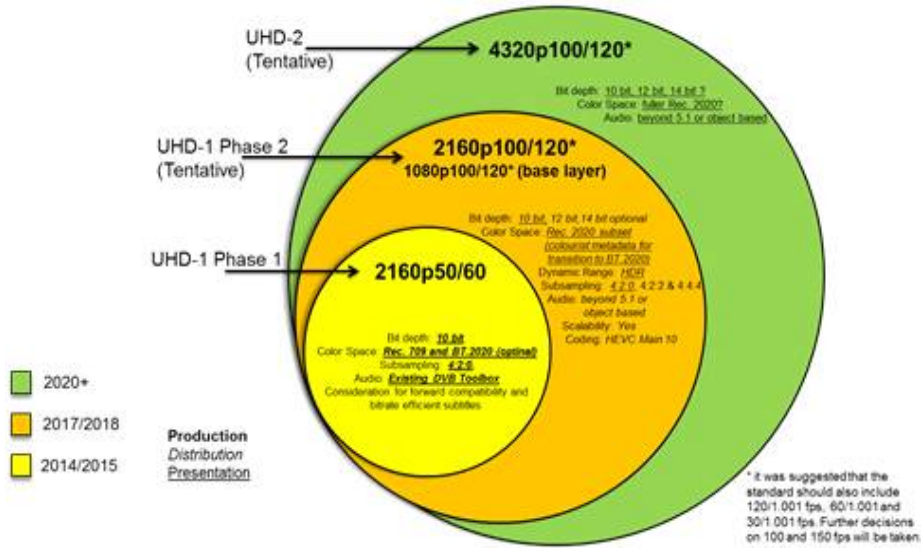 UHD-2
(Tentative)
4320p100/120*
Bit depth: 10 bit, 12 bit, 14 bit ?
Color Space: fuller Rec. 2020?
Audio: beyond 5.1 or object based
UHD-1 Phase 2
(Tentative)
2160p100/120*
1080p100/120* (base layer)
Bit depth: 10 bit, 12 bit,14 bit optional
Color Space: Rec. 2020 subset
(colourist metadata for
transition to BT.2020)
Dynamic Range: HDR
Subsampling: 4:2:0, 4:2:2 & 4:4:4
Audio: beyond 5.1 or
object based
Scalability: Yes
Coding: HEVC Main 10
UHD-1 Phase 1
2160p50/60
Bit depth: 10 bit
Color Space: Rec. 709 and BT.2020 (optinal)
Subsampling: 4:2:0,
Audio: Existing DVB Toolbox
Consideration for forward compatibility and
bitrate efficient subtitles
2020+
2017/2018
2014/2015
Production
Distribution
Presentation
* it was suggested that the
standard should also include
120/1.001 fps, 60/1.001 and
30/1.001 fps. Further decisions
on 100 and 150 fps will be taken